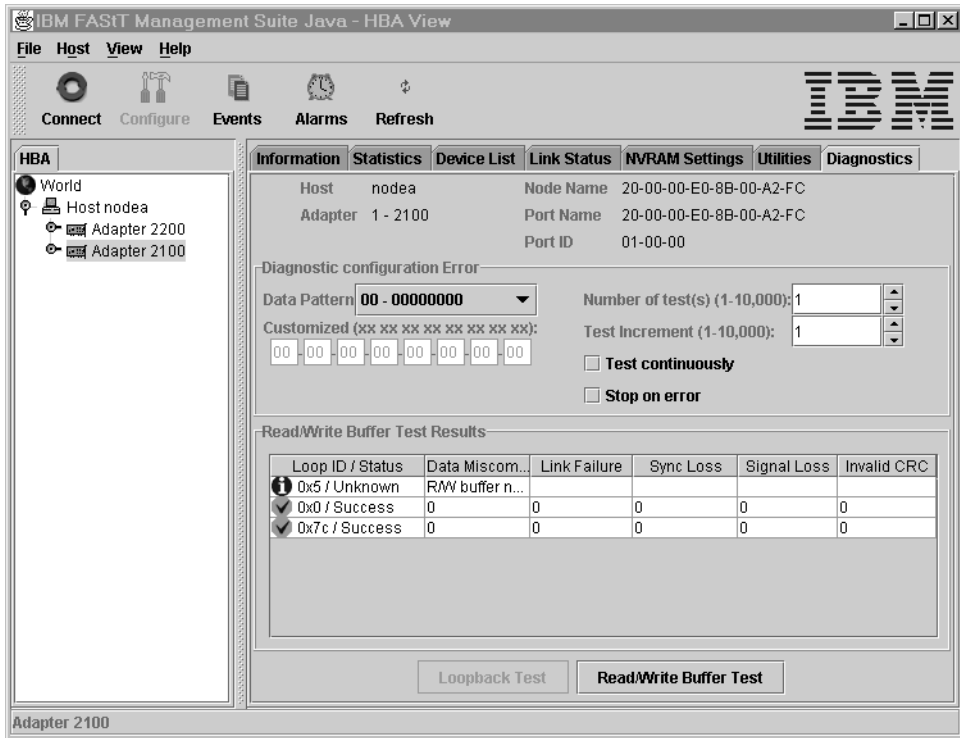 IBM FAStT Management Suite Java - HBA View
File Host View Help
Connect Configure Events Alarms Refresh
IBM
HBA
World
Host nodea
Adapter 2200
Adapter 2100
Information Statistics Device List Link Status NVRAM Settings Utilities Diagnostics
Host nodea Node Name 20-00-00-E0-8B-00-A2-FC
Adapter 1 - 2100 Port Name 20-00-00-E0-8B-00-A2-FC
Port ID 01-00-00
Diagnostic configuration Error
Data Pattern 00 - 00000000 Number of test(s) (1-10,000): 1
Customized (xx xx xx xx xx xx xx xx): Test Increment (1-10,000): 1
00 - 00 - 00 - 00 - 00 - 00 - 00 - 00
Test continuously
Stop on error
Read/Write Buffer Test Results
Loop ID / Status Data Miscom... Link Failure Sync Loss Signal Loss Invalid CRC
0x5 / Unknown R/W buffer n...
0x0 / Success 0 0 0 0 0
0x7c / Success 0 0 0 0 0
Loopback Test Read/Write Buffer Test
Adapter 2100